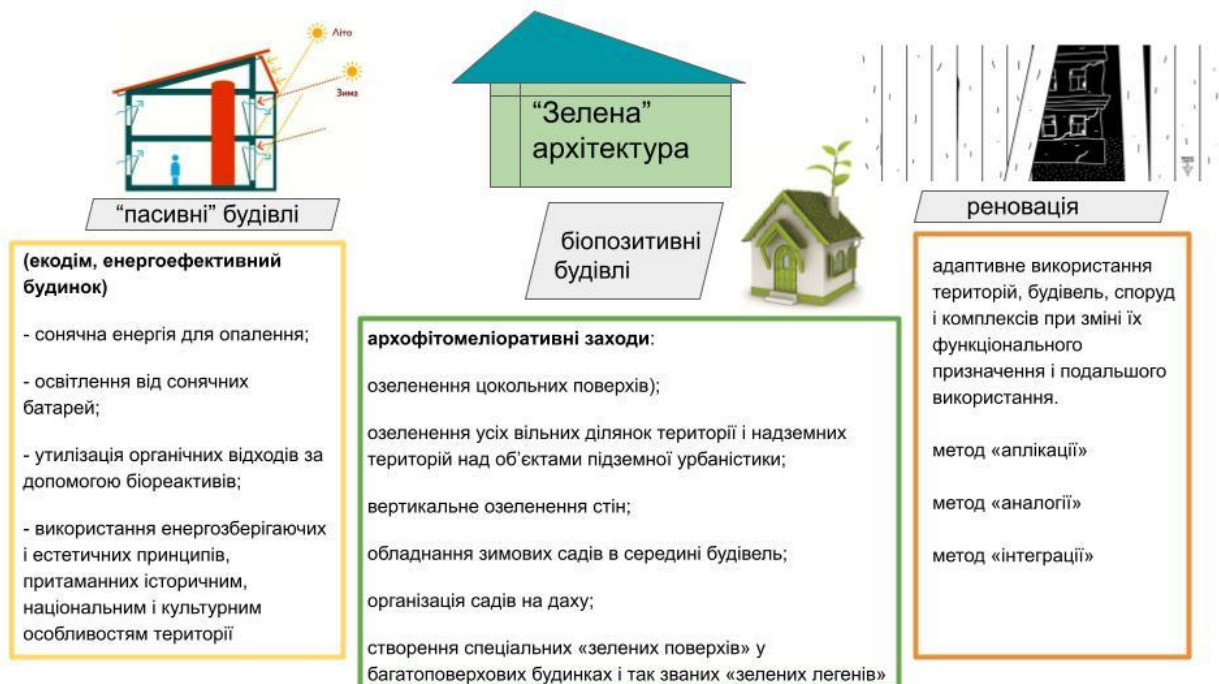 Літо
Зима
“Зелена”
архітектура
“пасивні” будівлі
біопозитивні
будівлі
реновація
(екодім, енергоефективний
будинок)
- сонячна енергія для опалення;
- освітлення від сонячних
батарей;
- утилізація органічних відходів за
допомогою біореактивів;
- використання енергозберігаючих
і естетичних принципів,
притаманних історичним,
національним і культурним
особливостям території
архофітомеліоративні заходи:
озеленення цокольних поверхів);
озеленення усіх вільних ділянок території і надземних
територій над об’єктами підземної урбаністики;
вертикальне озеленення стін;
обладнання зимових садів в середині будівель;
організація садів на даху;
створення спеціальних «зелених поверхів» у
багатоповерхових будинках і так званих «зелених легенів»
адаптивне використання
територій, будівель, споруд
і комплексів при зміні їх
функціонального
призначення і подальшого
використання.
метод «аплікації»
метод «аналогії»
метод «інтеграції»